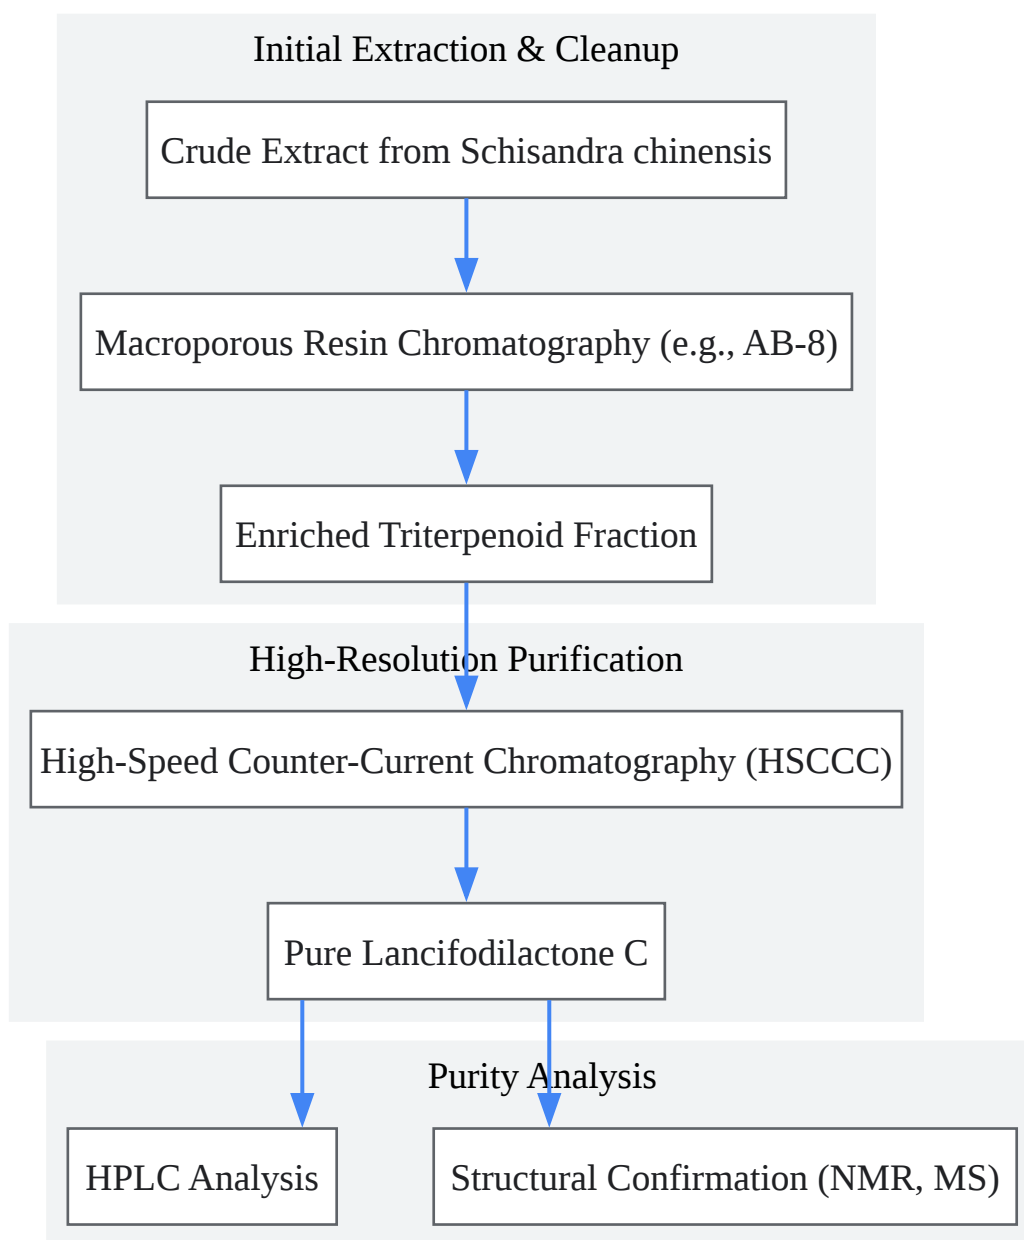 Initial Extraction & Cleanup
Crude Extract from Schisandra chinensis
Macroporous Resin Chromatography (e.g., AB-8)
Enriched Triterpenoid Fraction
High-Resolution Purification
High-Speed Counter-Current Chromatography (HSCCC)
Pure Lancifodilactone C
Purity Analysis
HPLC Analysis
Structural Confirmation (NMR, MS)